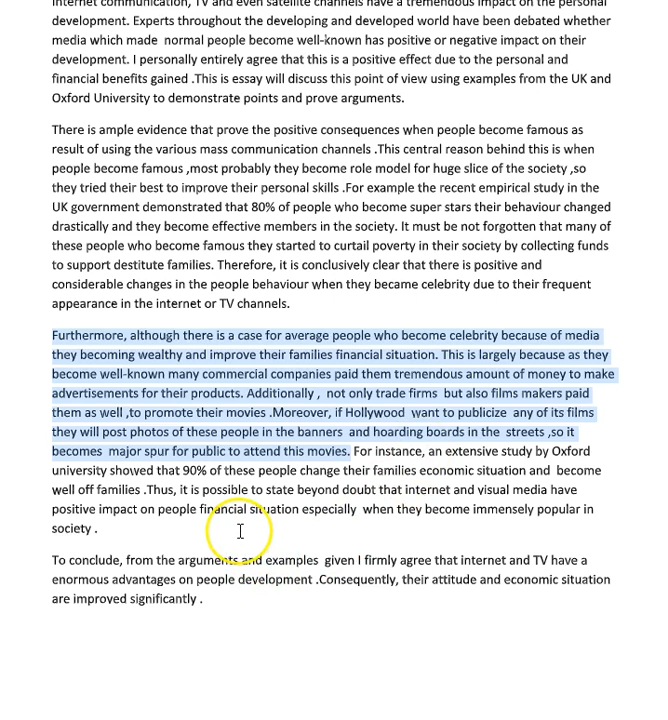 internet communication, TV and even satellite channels have a tremendous impact on the personal
development. Experts throughout the developing and developed world have been debated whether
media which made normal people become well-known has positive or negative impact on their
development. I personally entirely agree that this is a positive effect due to the personal and
financial benefits gained .This is essay will discuss this point of view using examples from the UK and
Oxford University to demonstrate points and prove arguments.
There is ample evidence that prove the positive consequences when people become famous as
result of using the various mass communication channels .This central reason behind this is when
people become famous ,most probably they become role model for huge slice of the society ,so
they tried their best to improve their personal skills .For example the recent empirical study in the
UK government demonstrated that 80% of people who become super stars their behaviour changed
drastically and they become effective members in the society. It must be not forgotten that many of
these people who become famous they started to curtail poverty in their society by collecting funds
to support destitute families. Therefore, it is conclusively clear that there is positive and
considerable changes in the people behaviour when they became celebrity due to their frequent
appearance in the internet or TV channels.
Furthermore, although there is a case for average people who become celebrity because of media
they becoming wealthy and improve their families financial situation. This is largely because as they
become well-known many commercial companies paid them tremendous amount of money to make
advertisements for their products. Additionally , not only trade firms but also films makers paid
them as well ,to promote their movies .Moreover, if Hollywood want to publicize any of its films
they will post photos of these people in the banners and hoarding boards in the streets ,so it
becomes major spur for public to attend this movies. For instance, an extensive study by Oxford
university showed that 90% of these people change their families economic situation and become
well off families .Thus, it is possible to state beyond doubt that internet and visual media have
positive impact on people financial situation especially when they become immensely popular in
society .
To conclude, from the arguments and examples given I firmly agree that internet and TV have a
enormous advantages on people development .Consequently, their attitude and economic situation
are improved significantly .